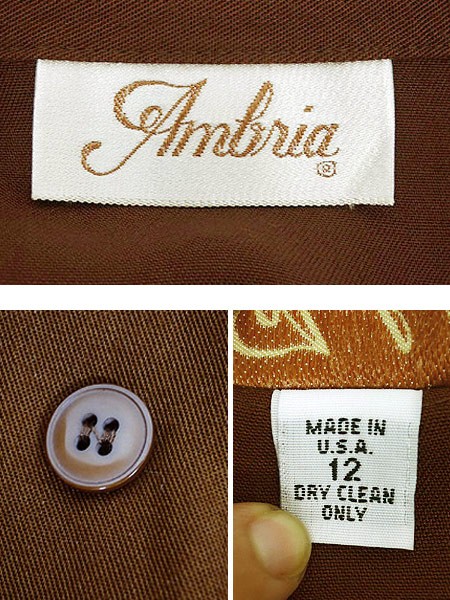 Ambria
®
MADE IN
U.S.A.
12
DRY CLEAN
ONLY